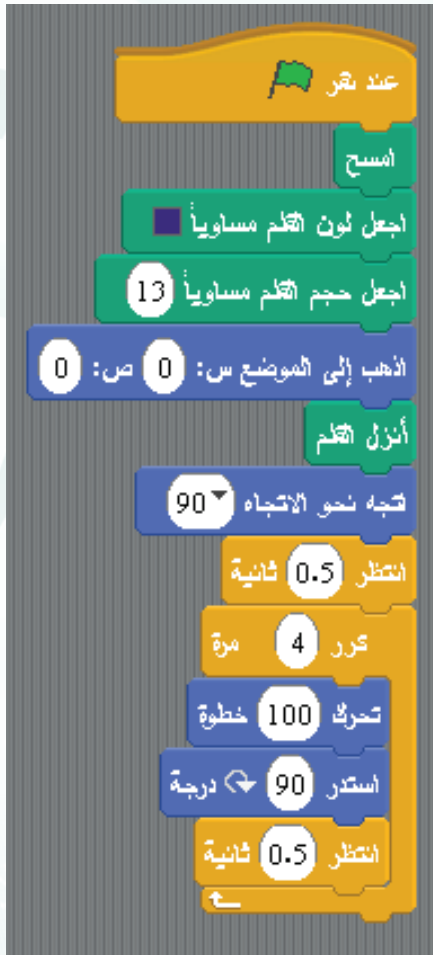 عند نقر
امسح
اجعل لون القلم مساوياً
اجعل حجم القلم مساوياً 13
اذهب إلى الموضع س: 0 ص: 0
أنزل القلم
اتجه نحو الاتجاه 90
انتظر 0.5 ثانية
كرر 4 مرة
تحرك 100 خطوة
استدر 90 درجة
انتظر 0.5 ثانية